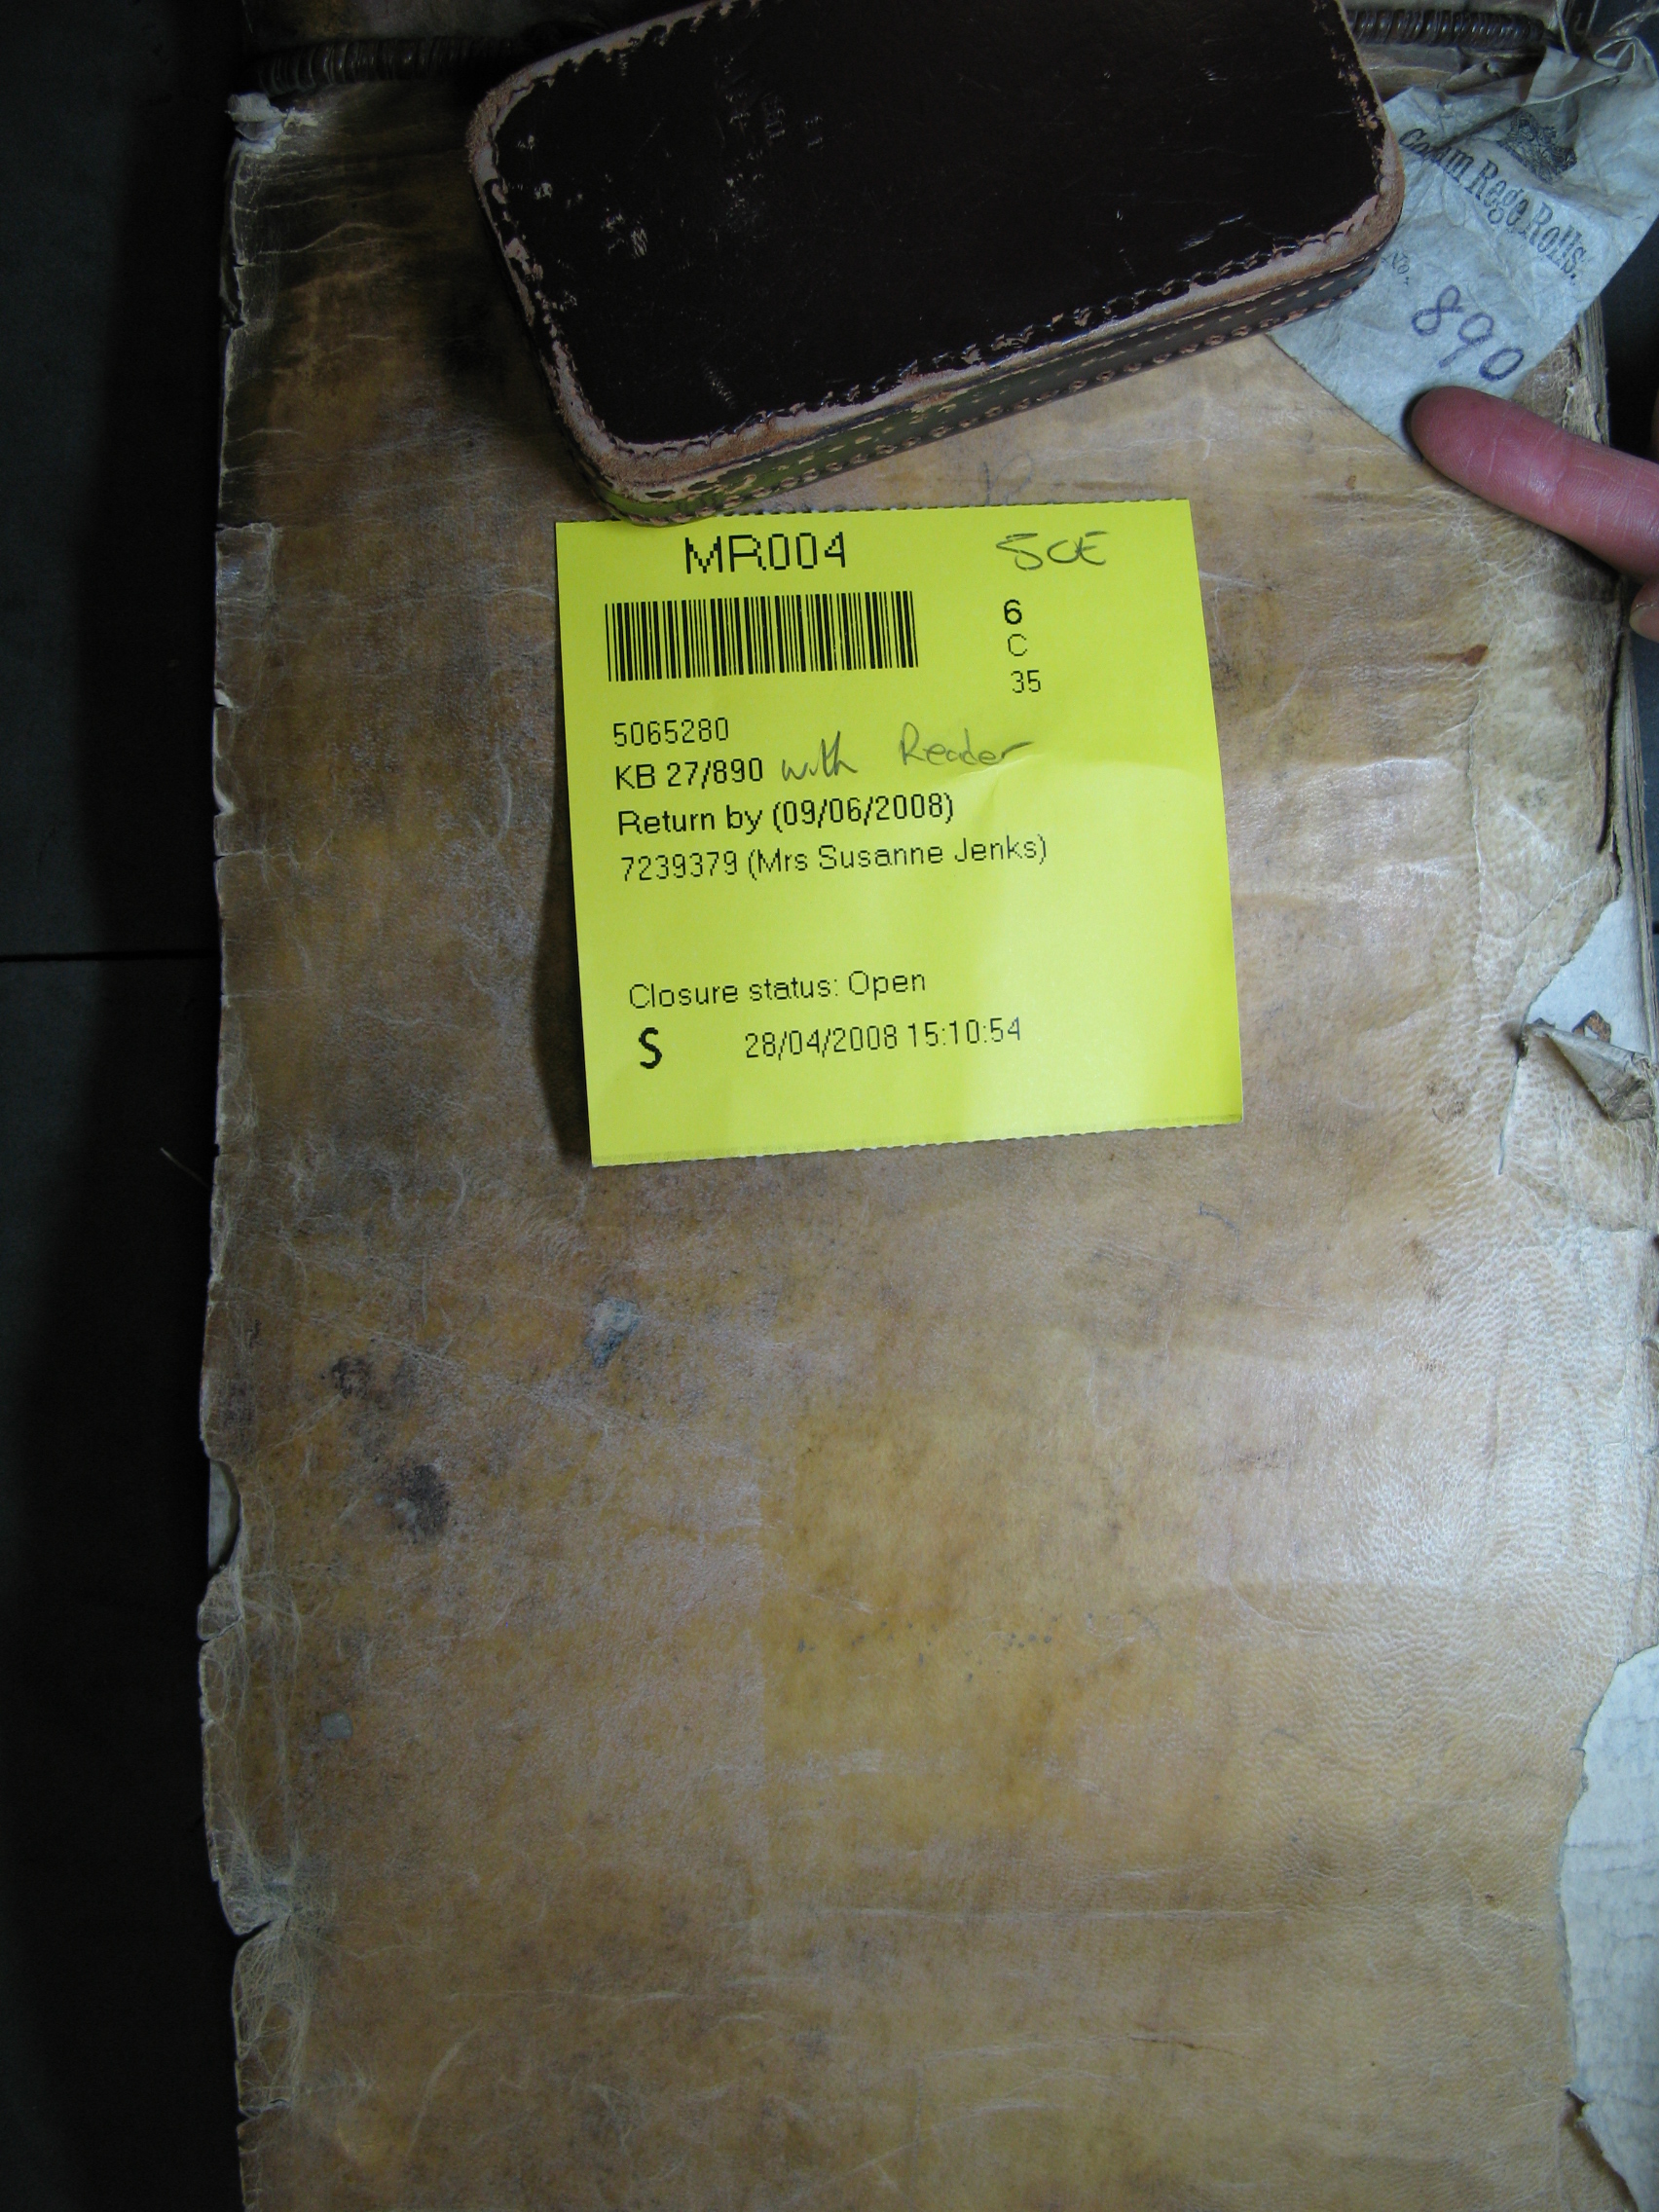 Coram Rege Rolls.
No.
890
MR004
SCE
6
C
35
5065280
KB 27/890 with Reader
Return by (09/06/2008)
7239379 (Mrs Susanne Jenks)
Closure status: Open
S 28/04/2008 15:10:54